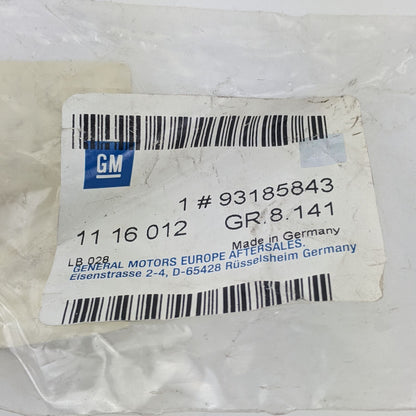 GM
1 # 93185843
11 16 012 GR.8.141
LB 028 Made in Germany
GENERAL MOTORS EUROPE AFTERSALES.
Eisenstrasse 2-4, D-65428 Rüsselsheim Germany